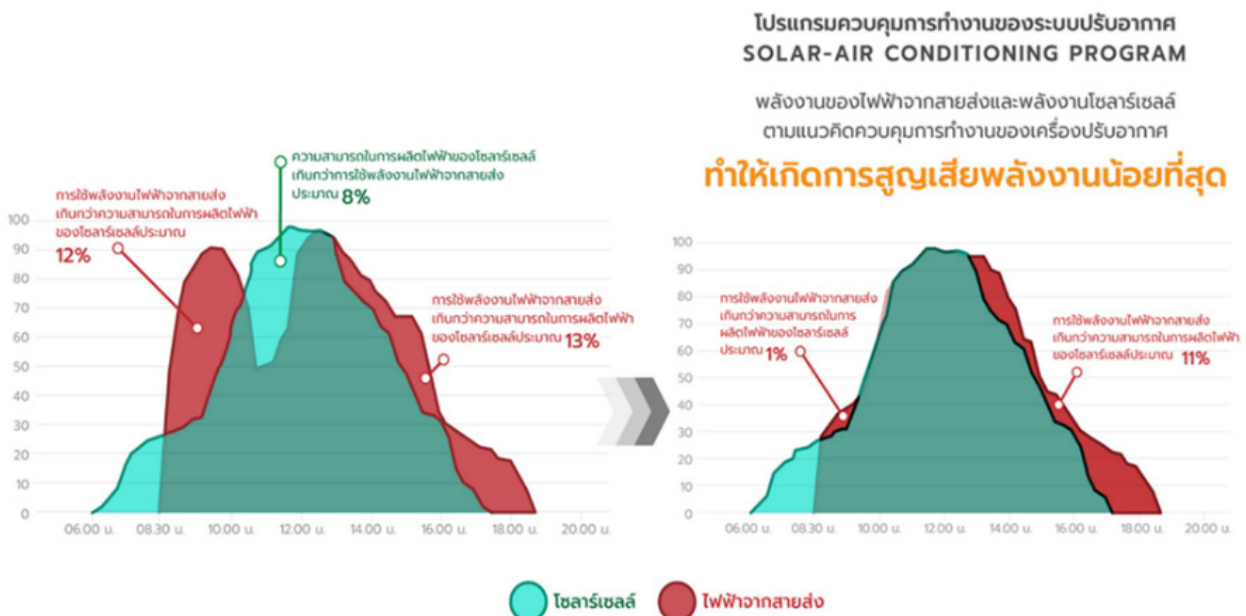 โปรแกรมควบคุมการทำงานของระบบปรับอากาศ
SOLAR-AIR CONDITIONING PROGRAM
พลังงานของไฟฟ้าจากสายส่งและพลังงานโซลาร์เซลล์
ตามแนวคิดควบคุมการทำงานของเครื่องปรับอากาศ
ทำให้เกิดการสูญเสียพลังงานน้อยที่สุด
ความสามารถในการผลิตไฟฟ้าของโซลาร์เซลล์
เกินกว่าการใช้พลังงานไฟฟ้าจากสายส่ง
ประมาณ 8%
การใช้พลังงานไฟฟ้าจากสายส่ง
เกินกว่าความสามารถในการผลิตไฟฟ้า
ของโซลาร์เซลล์ประมาณ
12%
การใช้พลังงานไฟฟ้าจากสายส่ง
เกินกว่าความสามารถในการผลิตไฟฟ้า
ของโซลาร์เซลล์ประมาณ 13%
100
90
80
70
60
50
40
30
20
10
0
06.00 น. 08.30 น. 10.00 น. 12.00 น. 14.00 น. 16.00 น. 18.00 น. 20.00 น.
การใช้พลังงานไฟฟ้าจากสายส่ง
เกินกว่าความสามารถในการ
ผลิตไฟฟ้าของโซลาร์เซลล์
ประมาณ 1%
การใช้พลังงานไฟฟ้าจากสายส่ง
เกินกว่าความสามารถในการผลิตไฟฟ้า
ของโซลาร์เซลล์ประมาณ 11%
100
90
80
70
60
50
40
30
20
10
0
06.00 น. 08.30 น. 10.00 น. 12.00 น. 14.00 น. 16.00 น. 18.00 น. 20.00 น.
โซลาร์เซลล์ ไฟฟ้าจากสายส่ง